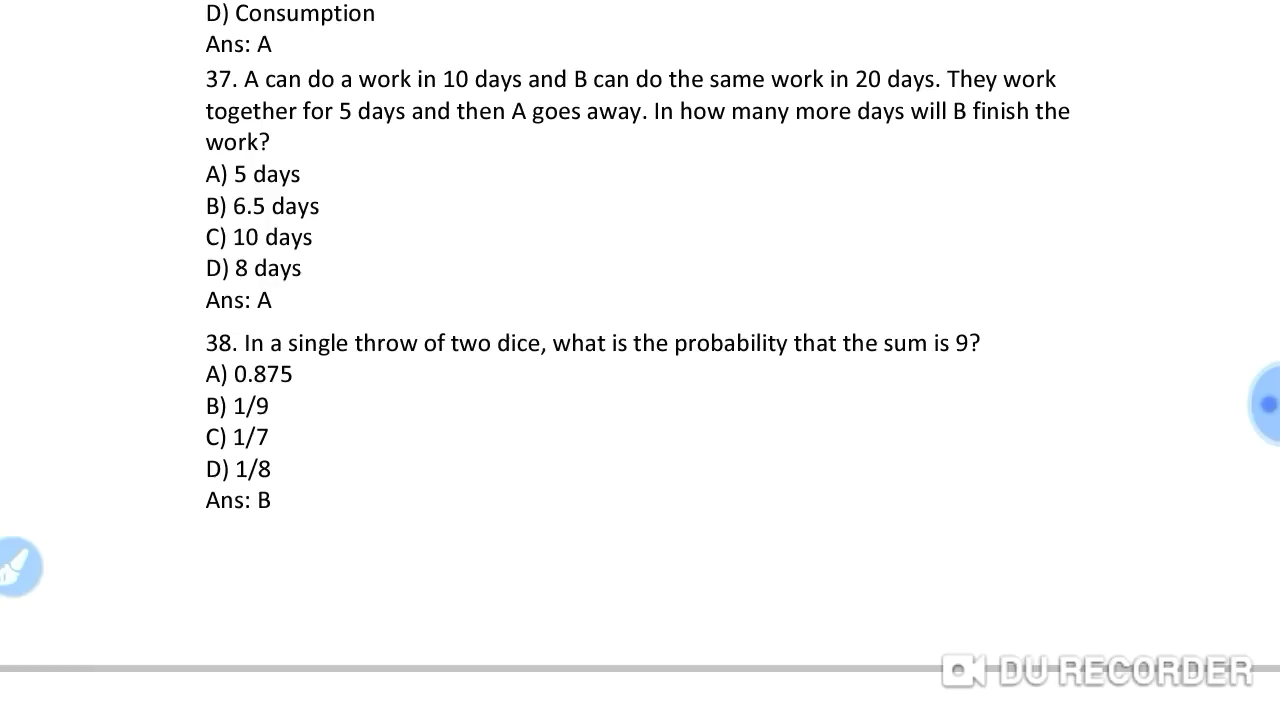 D) Consumption
Ans: A
37. A can do a work in 10 days and B can do the same work in 20 days. They work
together for 5 days and then A goes away. In how many more days will B finish the
work?
A) 5 days
B) 6.5 days
C) 10 days
D) 8 days
Ans: A
38. In a single throw of two dice, what is the probability that the sum is 9?
A) 0.875
B) 1/9
C) 1/7
D) 1/8
Ans: B
DU RECORDER